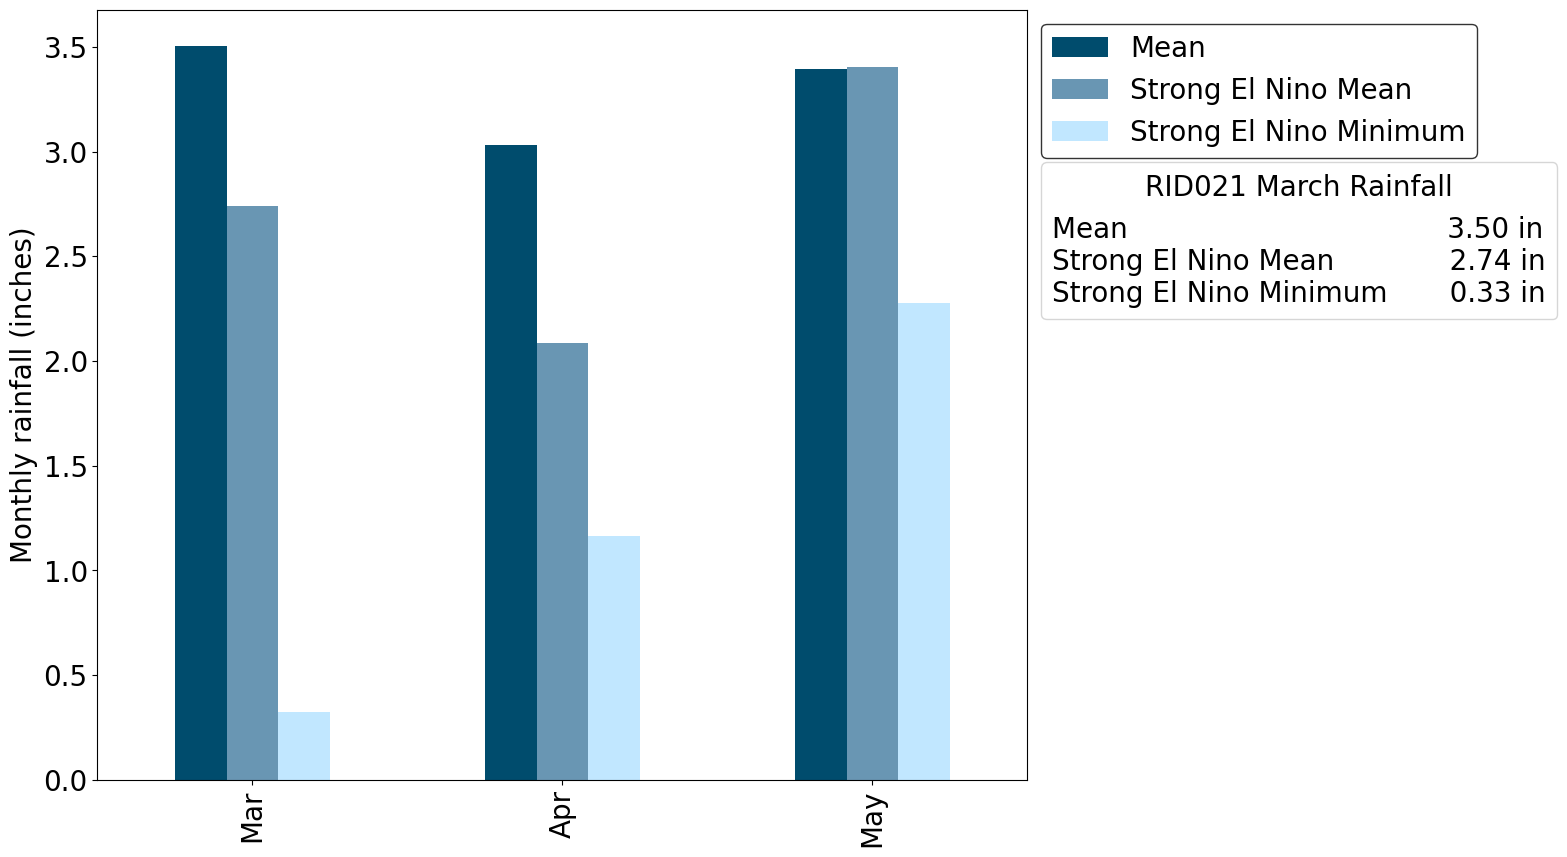 Monthly rainfall (inches)
3.5
3.0
2.5
2.0
1.5
1.0
0.5
0.0
Mar
Apr
May
Mean
Strong El Nino Mean
Strong El Nino Minimum
RID021 March Rainfall
Mean 3.50 in
Strong El Nino Mean 2.74 in
Strong El Nino Minimum 0.33 in